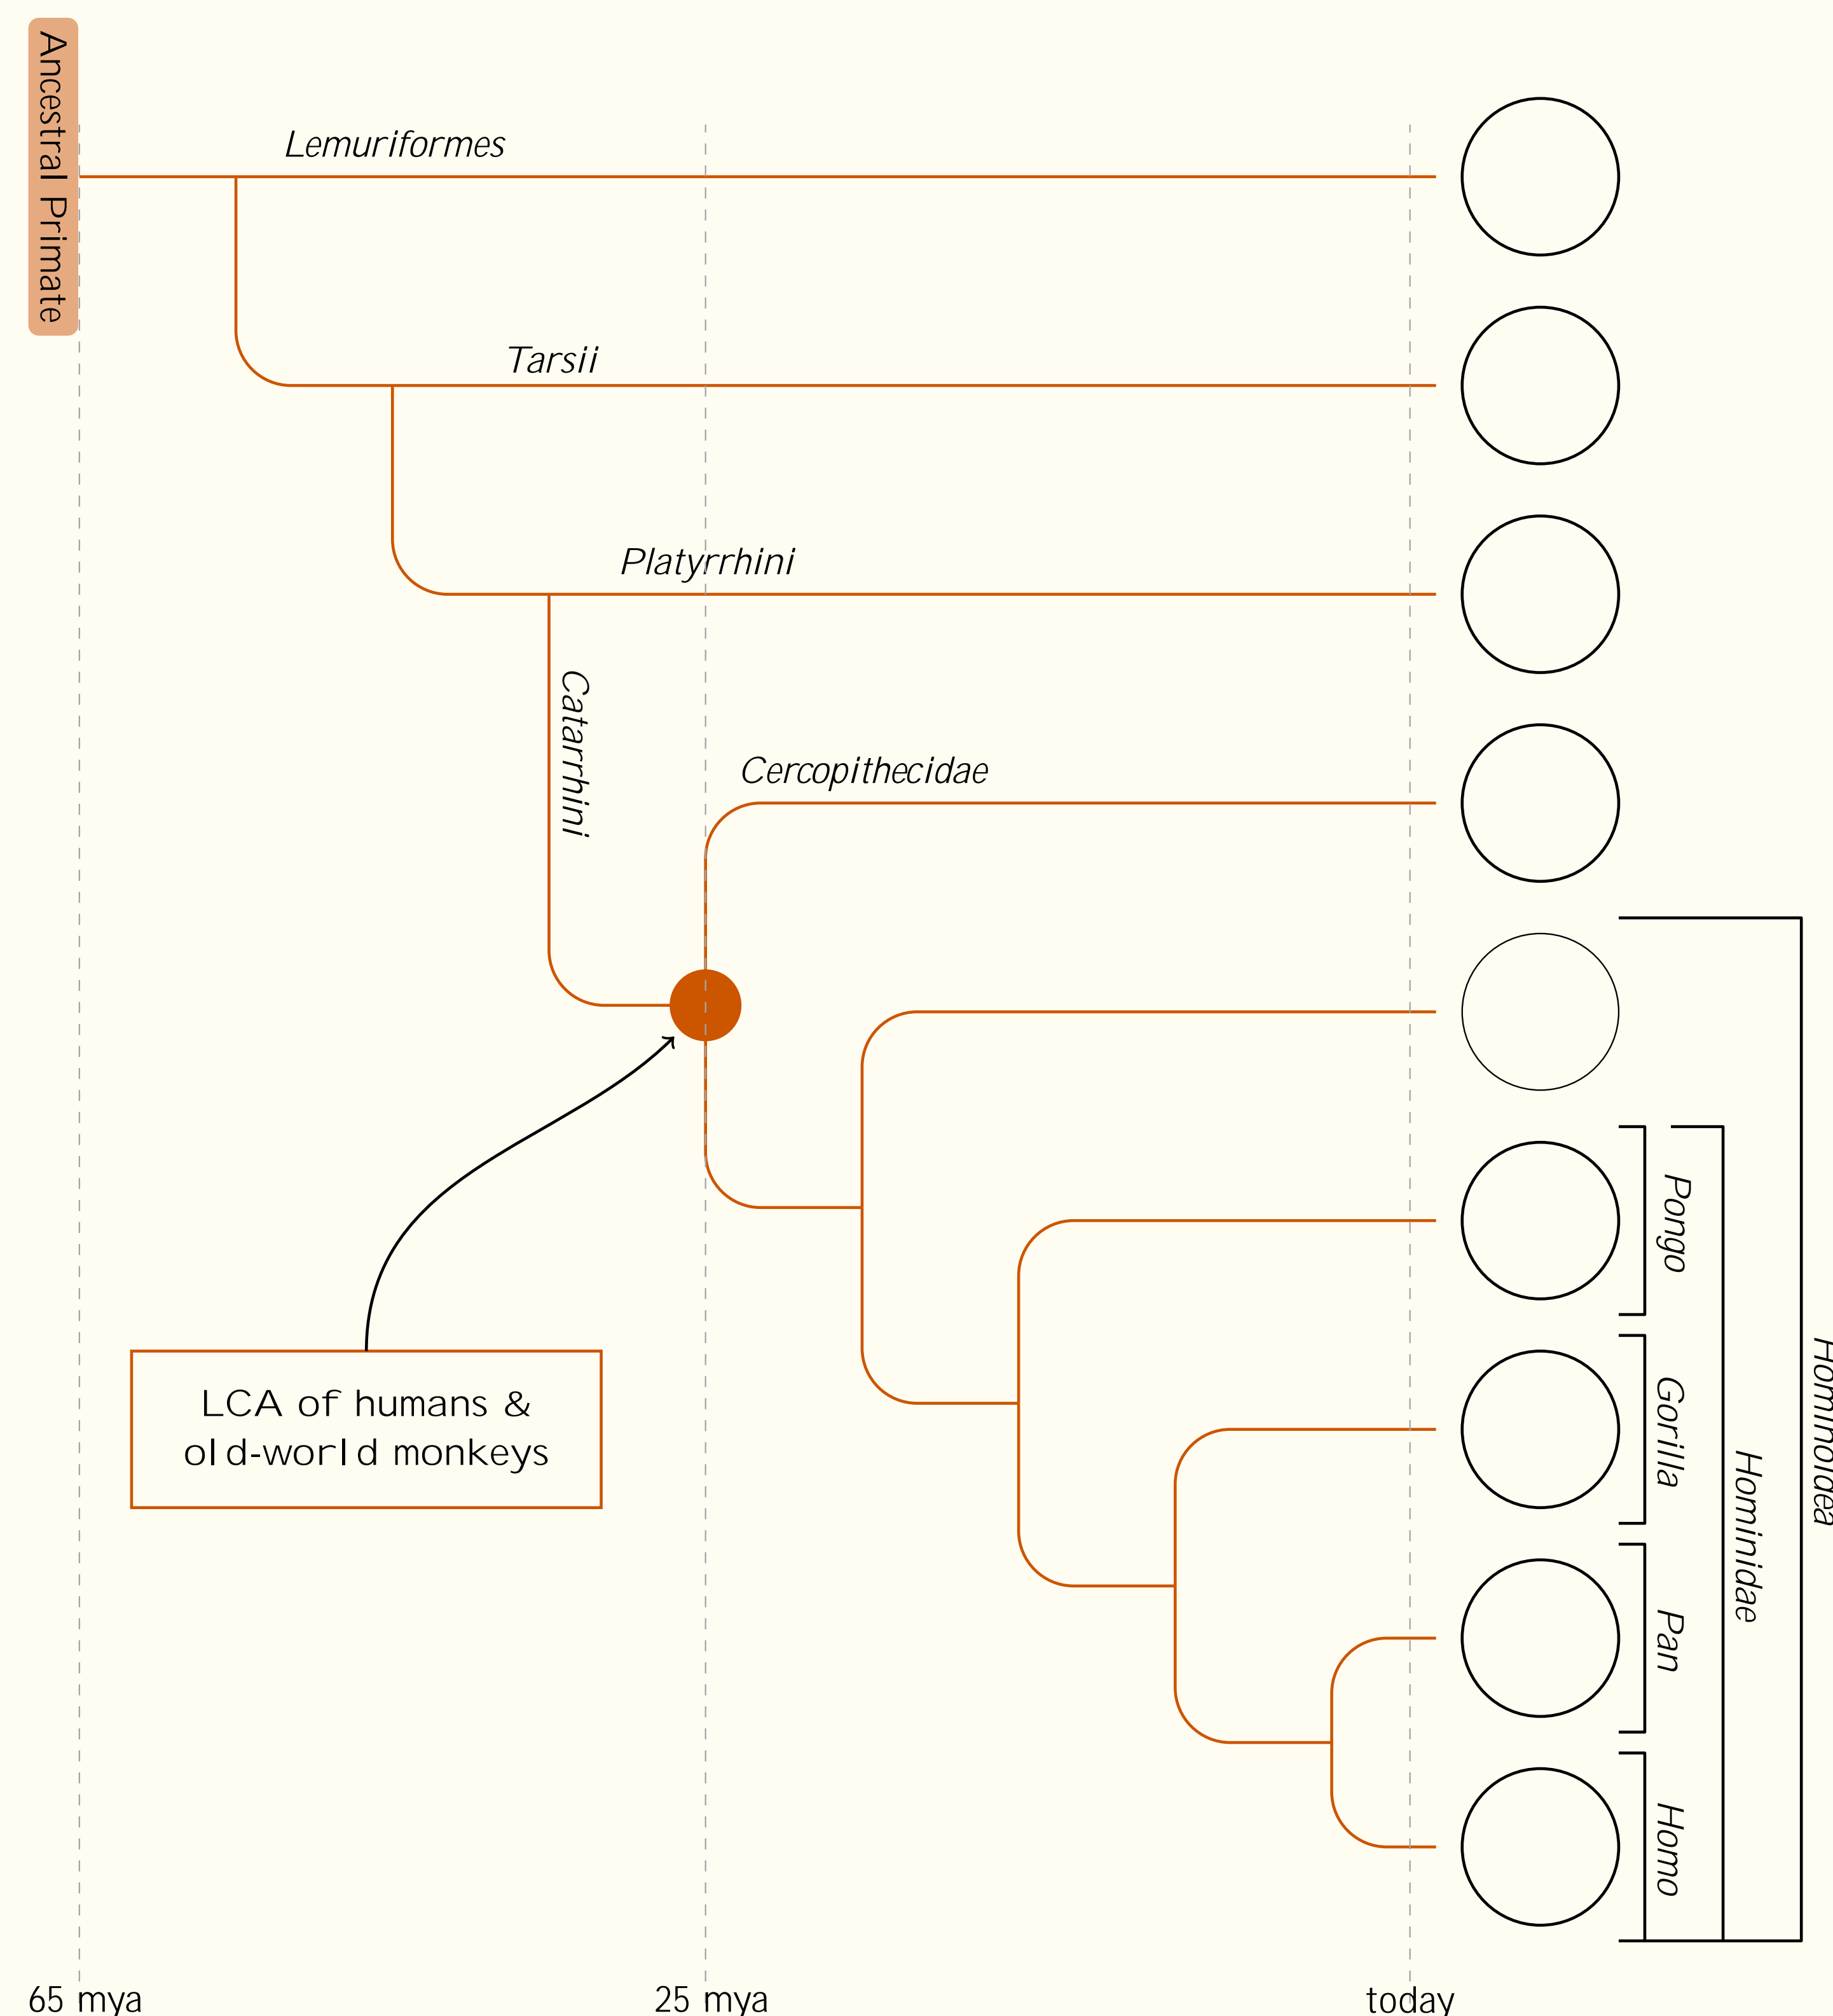 Ancestral Primate
Lemuriformes
Tarsii
Platyrrhini
Catarrhini
Cercopithecidae
Pongo
Gorilla
Hominoidea
LCA of humans &
old-world monkeys
Hominidae
Pan
Homo
65 mya
25 mya
today